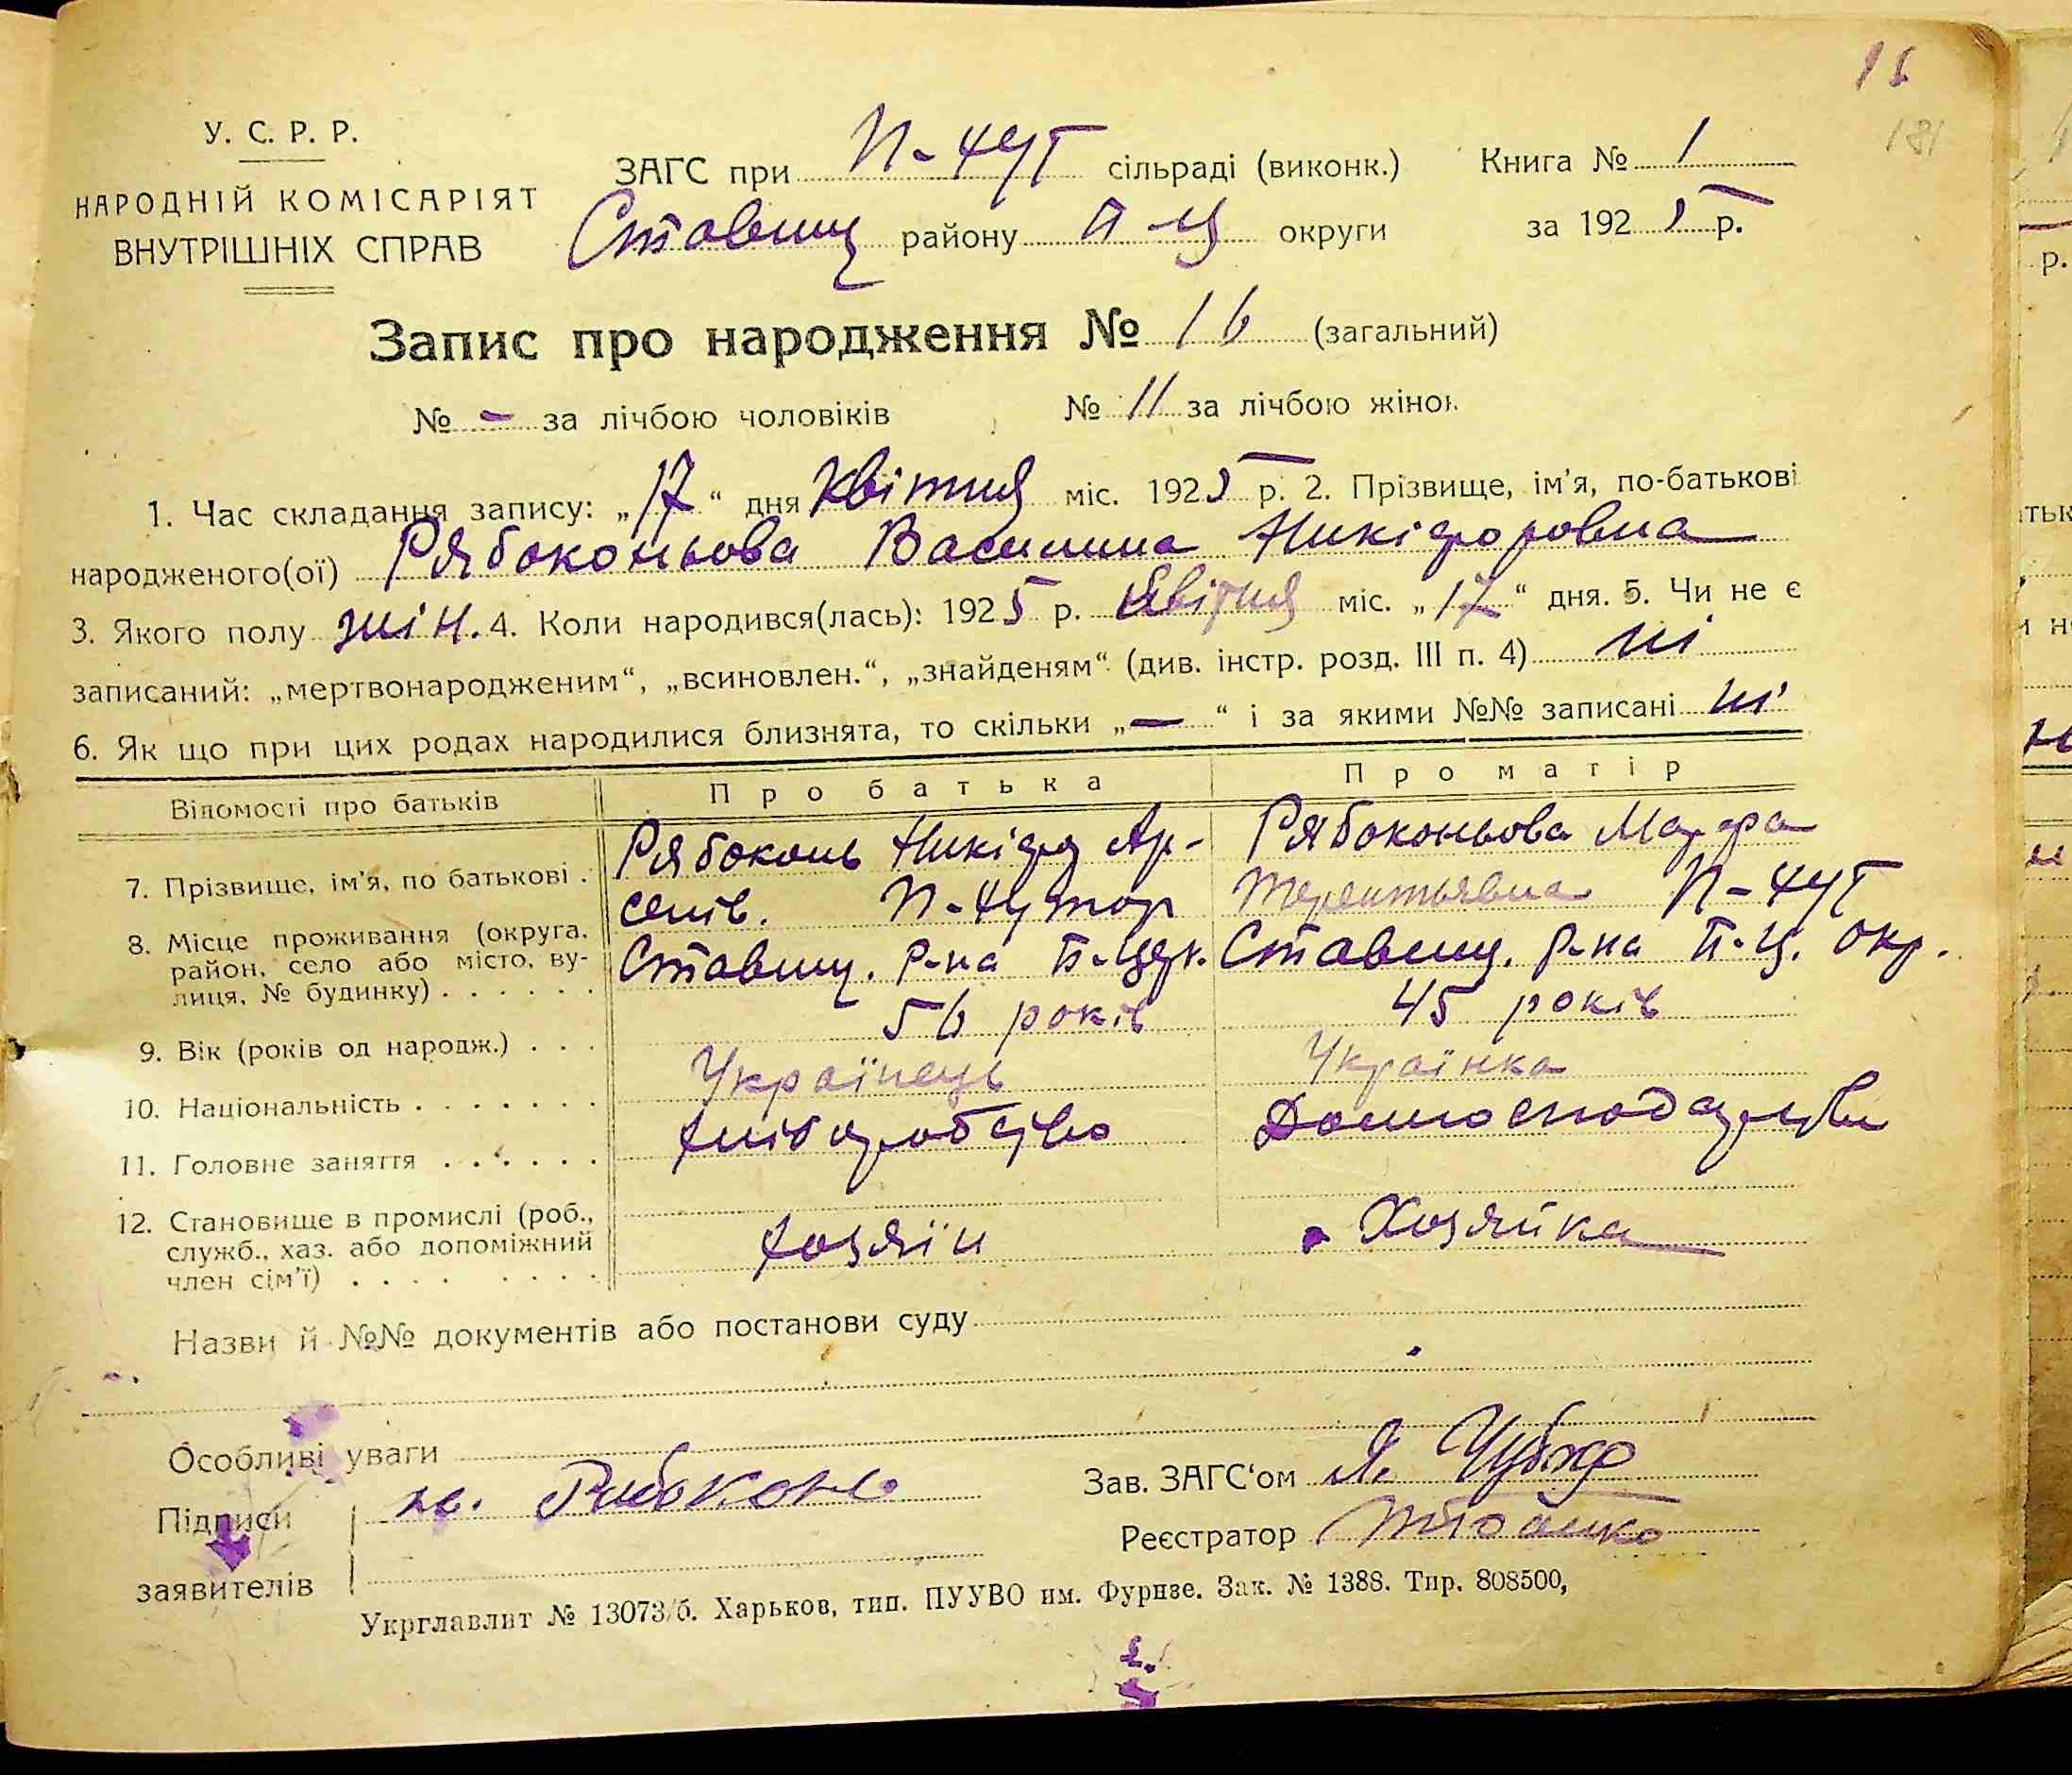 16
181
У. С. Р. Р.
НАРОДНІЙ КОМІСАРІЯТ
ВНУТРІШНІХ СПРАВ
ЗАГС при П-Хут сільраді (виконк.) Книга № 1
Ставищ району Б Ц округи за 1925 р.
Запис про народження № 16 (загальний)
№ - за лічбою чоловіків № 11 за лічбою жінок
1. Час складання запису: „17“ дня Квітня міс. 1925 р. 2. Прізвище, ім'я, по-батькові
народженого(ої) Рябоконьова Василина Никіфоровна
3. Якого полу жін. 4. Коли народився(лась): 1925 р. Квітня міс. „17“ дня. 5. Чи не є
записаний: „мертвонародженим“, „всиновлен.“, „знайденям“ (див. інстр. розд. III п. 4) ні
6. Як що при цих родах народилися близнята, то скільки „—“ і за якими №№ записані ні
Відомості про батьків Про батька Про матір
7. Прізвище, ім'я, по батькові . Рябоконь Никіфор Ар- Рябоконьова Марфа
сенів. П-Хутор Терентьевна П-Хут
8. Місце проживання (округа, район, село або місто, вулиця, № будинку) . . . . . . Ставищ. р-на Б-Церк. Ставищ. р-на Б.Ц. окр.
9. Вік (років од народж.) . . . 56 років 45 років
10. Національність . . . . . . . Українець Українка
11. Головне заняття . . . . . . Хліборобство
12. Становище в промислі (роб.,
служб., хаз. або допоміжний
член сім'ї) . . . . . . . . Хозяїн Хозяйка
Назви й №№ документів або постанови суду
Особливі уваги
Підписи
заявителів
Рябоконь
Зав. ЗАГС'ом Я.
Реєстратор
Укрглавлит № 13073/б. Харьков, тип. ПУУВО им. Фрунзе. Зак. № 1388. Тир. 808500,